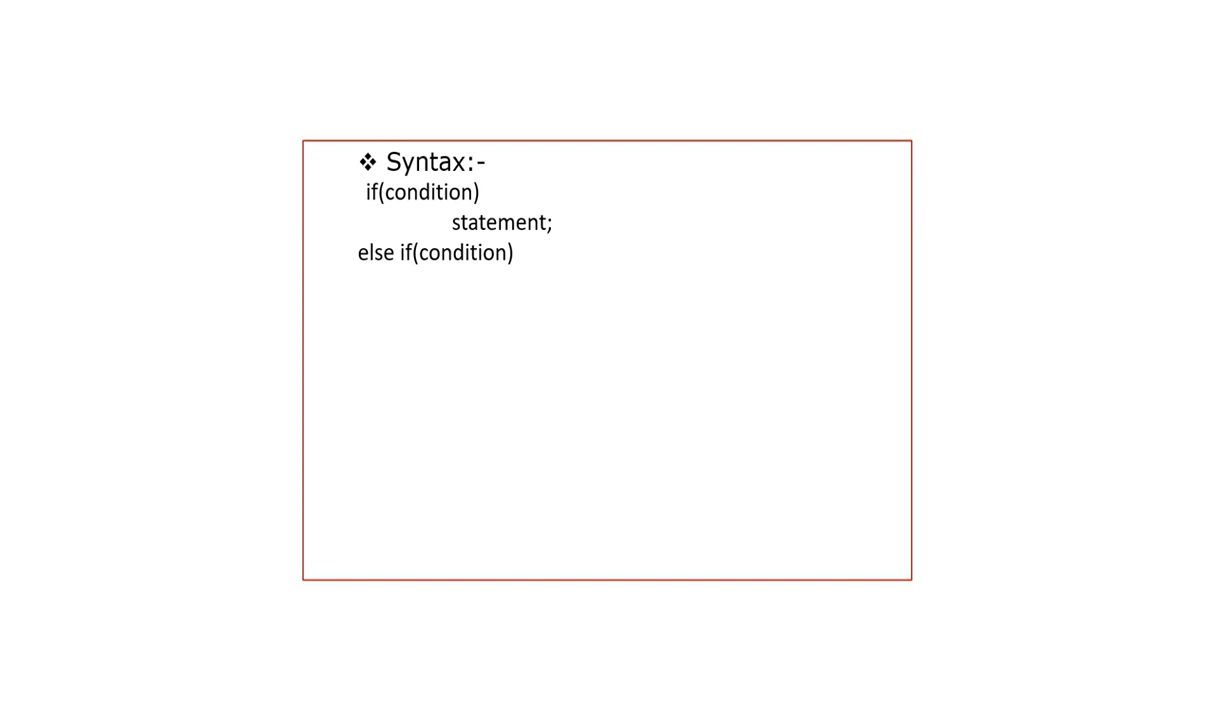 ❖ Syntax:-
if(condition)
statement;
else if(condition)